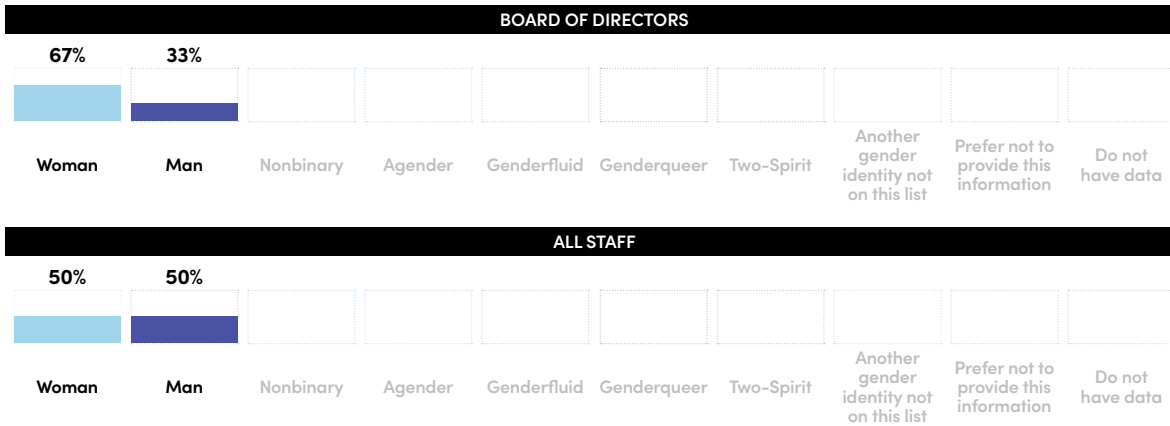 BOARD OF DIRECTORS
67% 33%
Woman Man Nonbinary Agender Genderfluid Genderqueer Two-Spirit Another gender identity not on this list Prefer not to provide this information Do not have data
ALL STAFF
50% 50%
Woman Man Nonbinary Agender Genderfluid Genderqueer Two-Spirit Another gender identity not on this list Prefer not to provide this information Do not have data